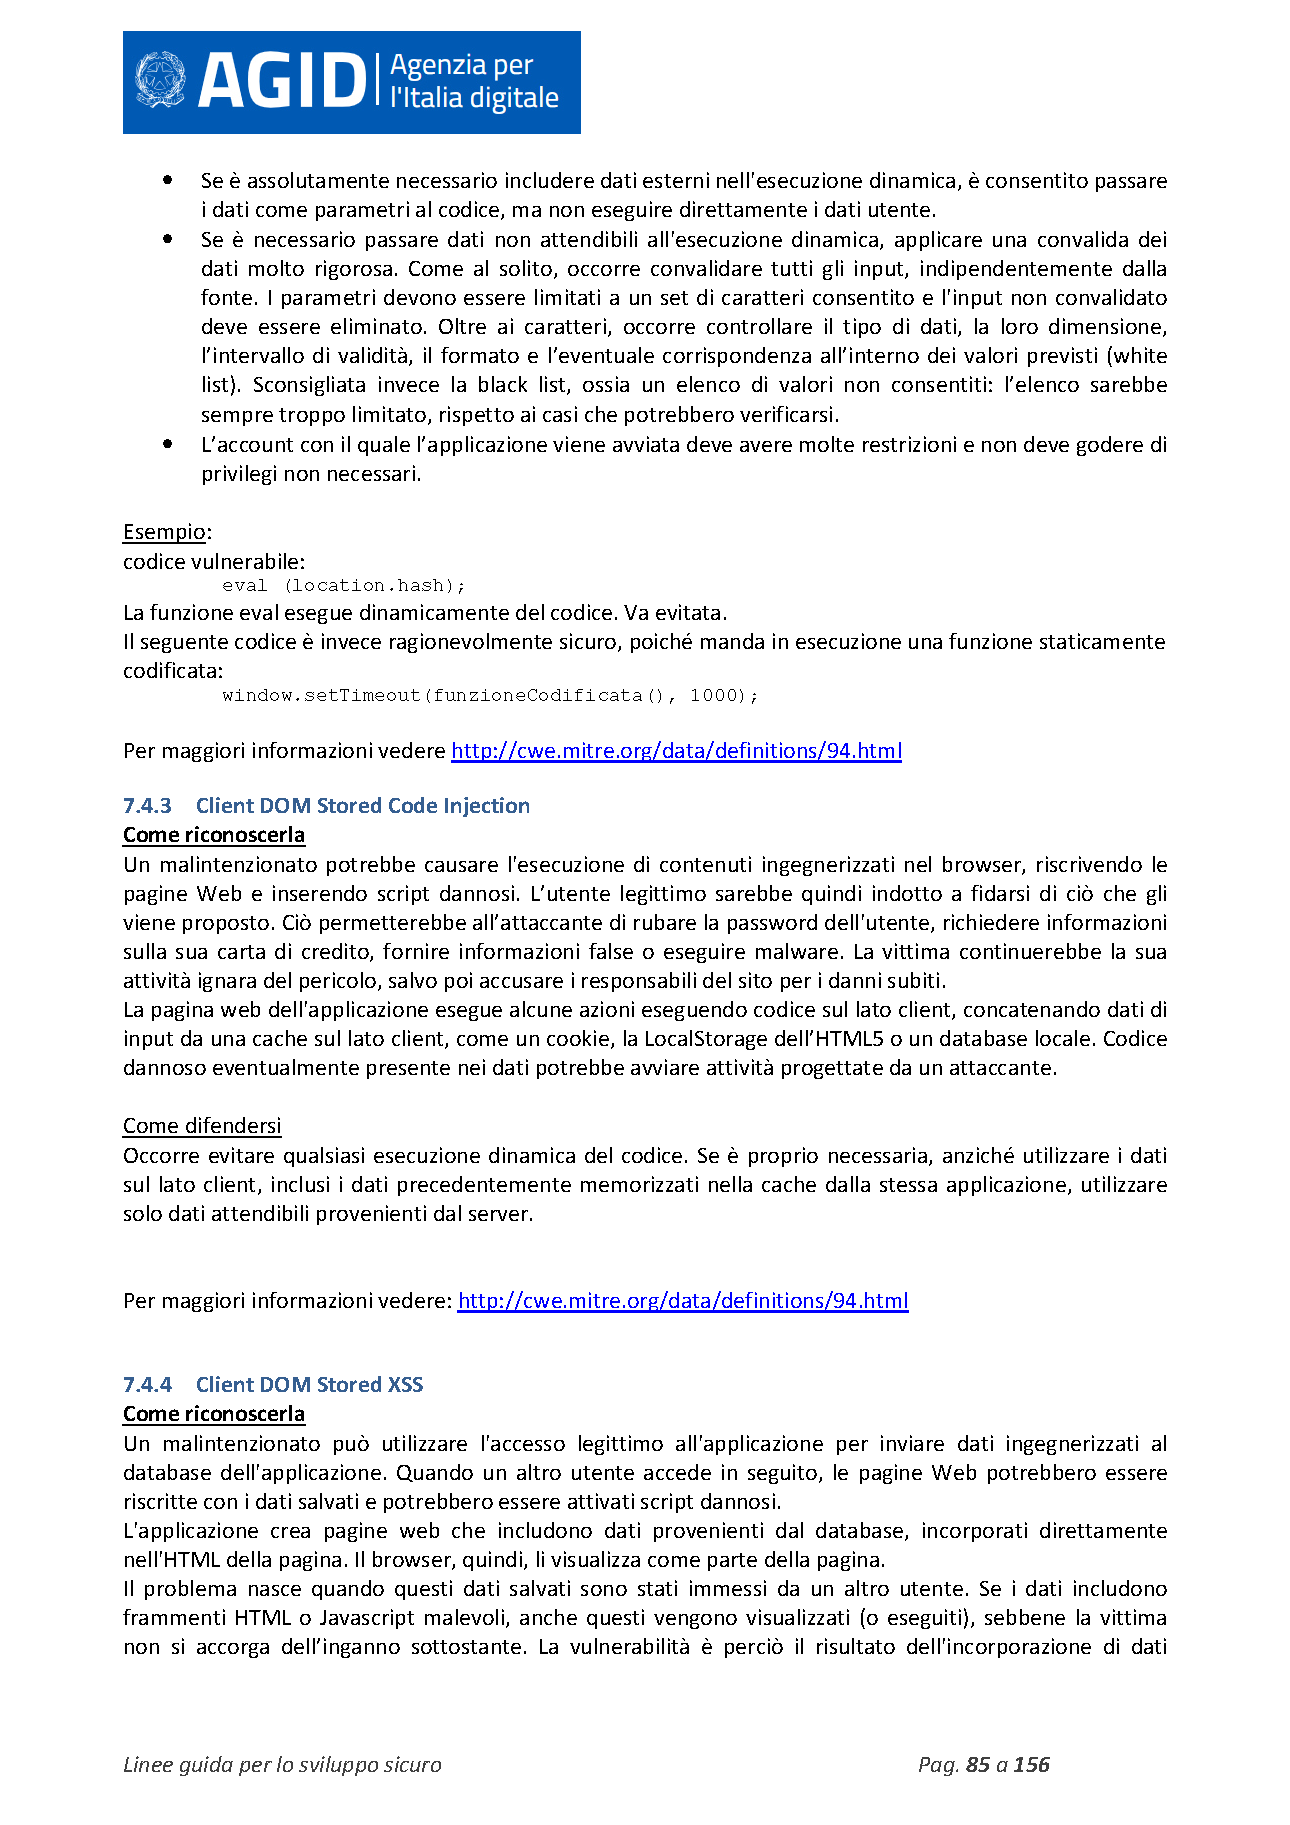 AGID Agenzia per
l'Italia digitale
• Se è assolutamente necessario includere dati esterni nell'esecuzione dinamica, è consentito passare
i dati come parametri al codice, ma non eseguire direttamente i dati utente.
• Se è necessario passare dati non attendibili all'esecuzione dinamica, applicare una convalida dei
dati molto rigorosa. Come al solito, occorre convalidare tutti gli input, indipendentemente dalla
fonte. I parametri devono essere limitati a un set di caratteri consentito e l'input non convalidato
deve essere eliminato. Oltre ai caratteri, occorre controllare il tipo di dati, la loro dimensione,
l’intervallo di validità, il formato e l’eventuale corrispondenza all’interno dei valori previsti (white
list). Sconsigliata invece la black list, ossia un elenco di valori non consentiti: l’elenco sarebbe
sempre troppo limitato, rispetto ai casi che potrebbero verificarsi.
• L’account con il quale l’applicazione viene avviata deve avere molte restrizioni e non deve godere di
privilegi non necessari.
Esempio:
codice vulnerabile:
eval (location.hash);
La funzione eval esegue dinamicamente del codice. Va evitata.
Il seguente codice è invece ragionevolmente sicuro, poiché manda in esecuzione una funzione staticamente
codificata:
window.setTimeout(funzioneCodificata(), 1000);
Per maggiori informazioni vedere http://cwe.mitre.org/data/definitions/94.html
7.4.3 Client DOM Stored Code Injection
Come riconoscerla
Un malintenzionato potrebbe causare l'esecuzione di contenuti ingegnerizzati nel browser, riscrivendo le
pagine Web e inserendo script dannosi. L’utente legittimo sarebbe quindi indotto a fidarsi di ciò che gli
viene proposto. Ciò permetterebbe all’attaccante di rubare la password dell'utente, richiedere informazioni
sulla sua carta di credito, fornire informazioni false o eseguire malware. La vittima continuerebbe la sua
attività ignara del pericolo, salvo poi accusare i responsabili del sito per i danni subiti.
La pagina web dell'applicazione esegue alcune azioni eseguendo codice sul lato client, concatenando dati di
input da una cache sul lato client, come un cookie, la LocalStorage dell’HTML5 o un database locale. Codice
dannoso eventualmente presente nei dati potrebbe avviare attività progettate da un attaccante.
Come difendersi
Occorre evitare qualsiasi esecuzione dinamica del codice. Se è proprio necessaria, anziché utilizzare i dati
sul lato client, inclusi i dati precedentemente memorizzati nella cache dalla stessa applicazione, utilizzare
solo dati attendibili provenienti dal server.
Per maggiori informazioni vedere: http://cwe.mitre.org/data/definitions/94.html
7.4.4 Client DOM Stored XSS
Come riconoscerla
Un malintenzionato può utilizzare l'accesso legittimo all'applicazione per inviare dati ingegnerizzati al
database dell'applicazione. Quando un altro utente accede in seguito, le pagine Web potrebbero essere
riscritte con i dati salvati e potrebbero essere attivati script dannosi.
L'applicazione crea pagine web che includono dati provenienti dal database, incorporati direttamente
nell'HTML della pagina. Il browser, quindi, li visualizza come parte della pagina.
Il problema nasce quando questi dati salvati sono stati immessi da un altro utente. Se i dati includono
frammenti HTML o Javascript malevoli, anche questi vengono visualizzati (o eseguiti), sebbene la vittima
non si accorga dell’inganno sottostante. La vulnerabilità è perciò il risultato dell'incorporazione di dati
Linee guida per lo sviluppo sicuro Pag. 85 a 156